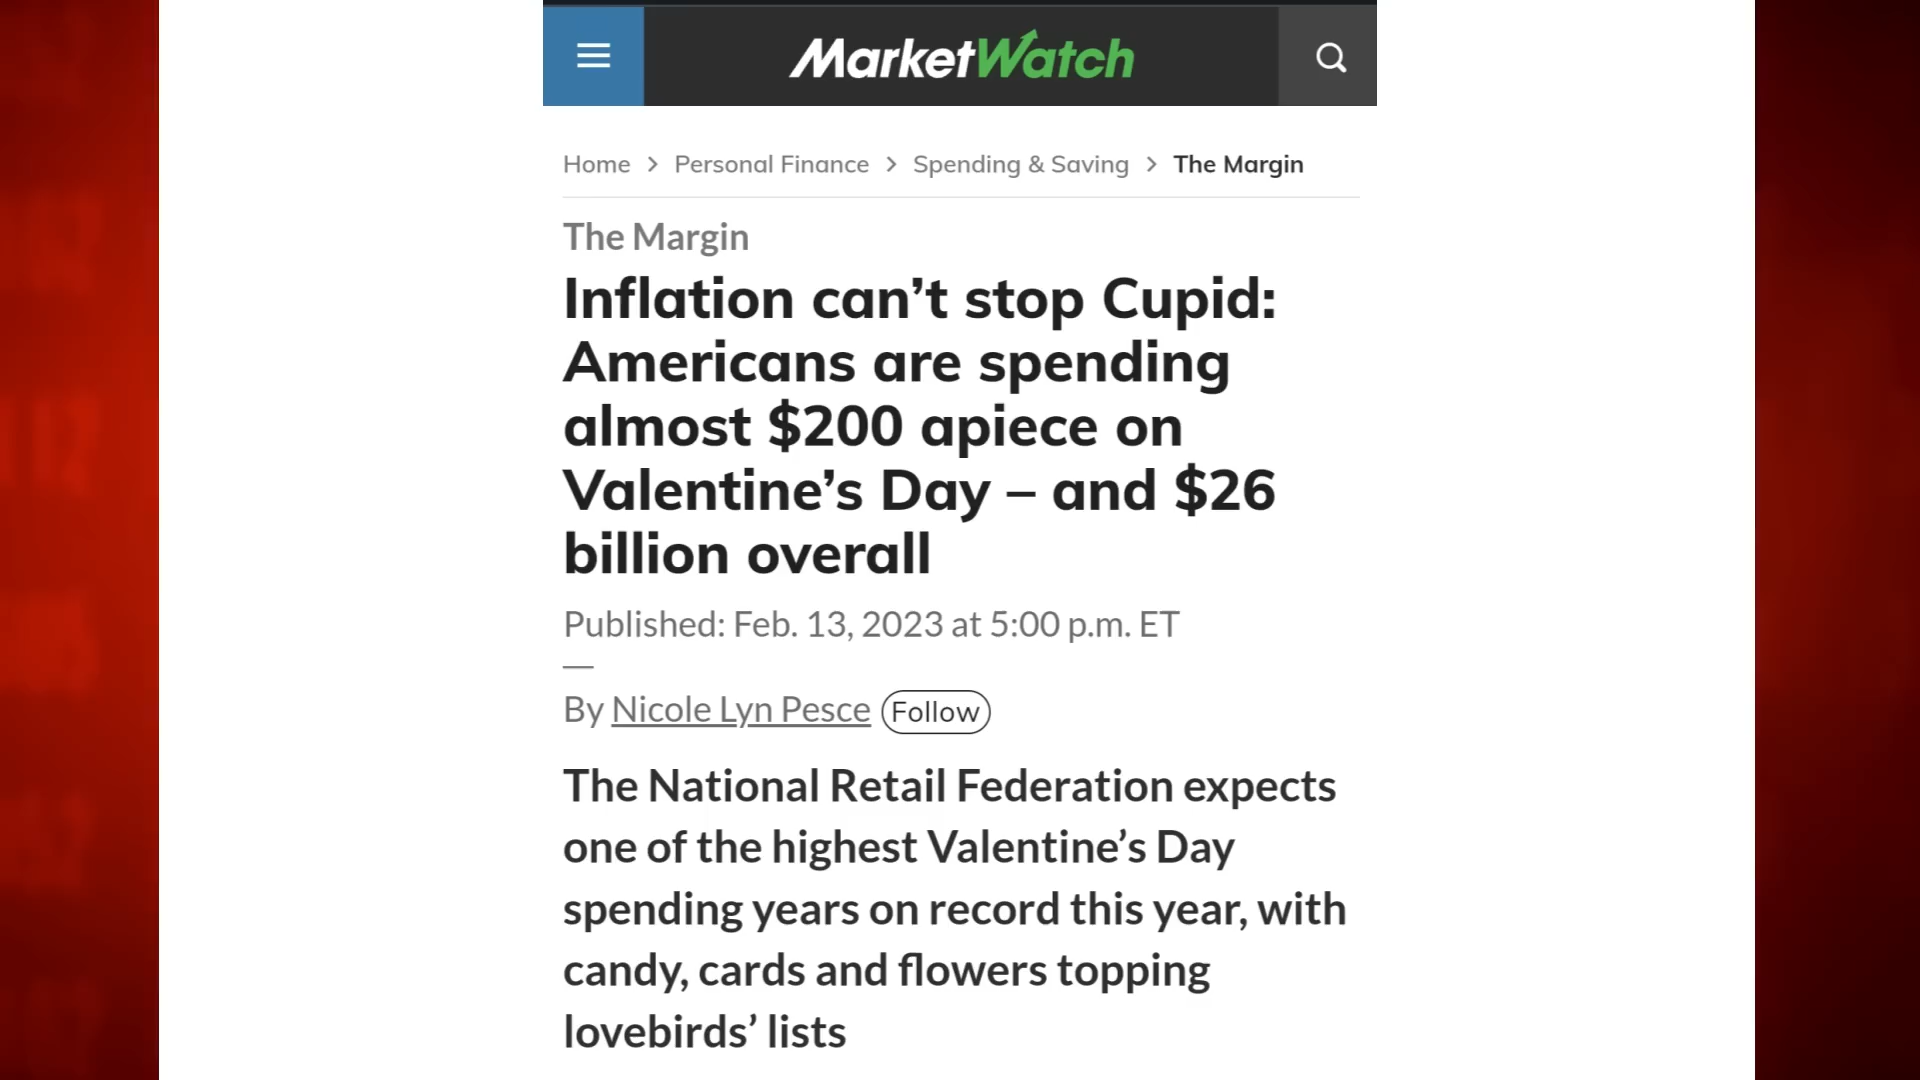 MarketWatch
Home > Personal Finance > Spending & Saving > The Margin
The Margin
Inflation can’t stop Cupid:
Americans are spending
almost $200 apiece on
Valentine’s Day – and $26
billion overall
Published: Feb. 13, 2023 at 5:00 p.m. ET
By Nicole Lyn Pesce Follow
The National Retail Federation expects
one of the highest Valentine’s Day
spending years on record this year, with
candy, cards and flowers topping
lovebirds’ lists